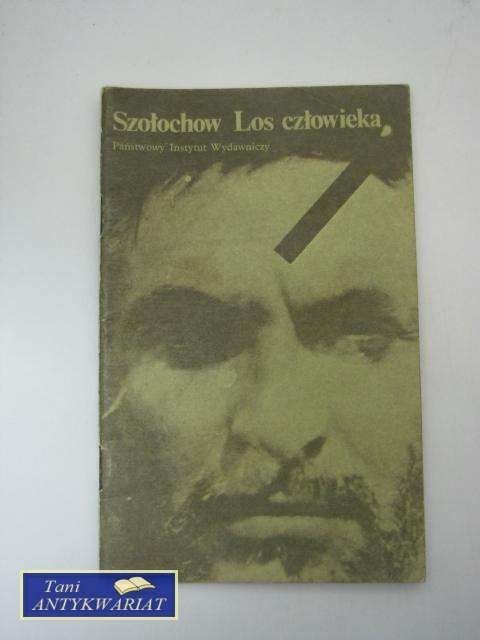 Szołochow Los człowieka
Państwowy Instytut Wydawniczy
Tani
ANTYKWARIAT